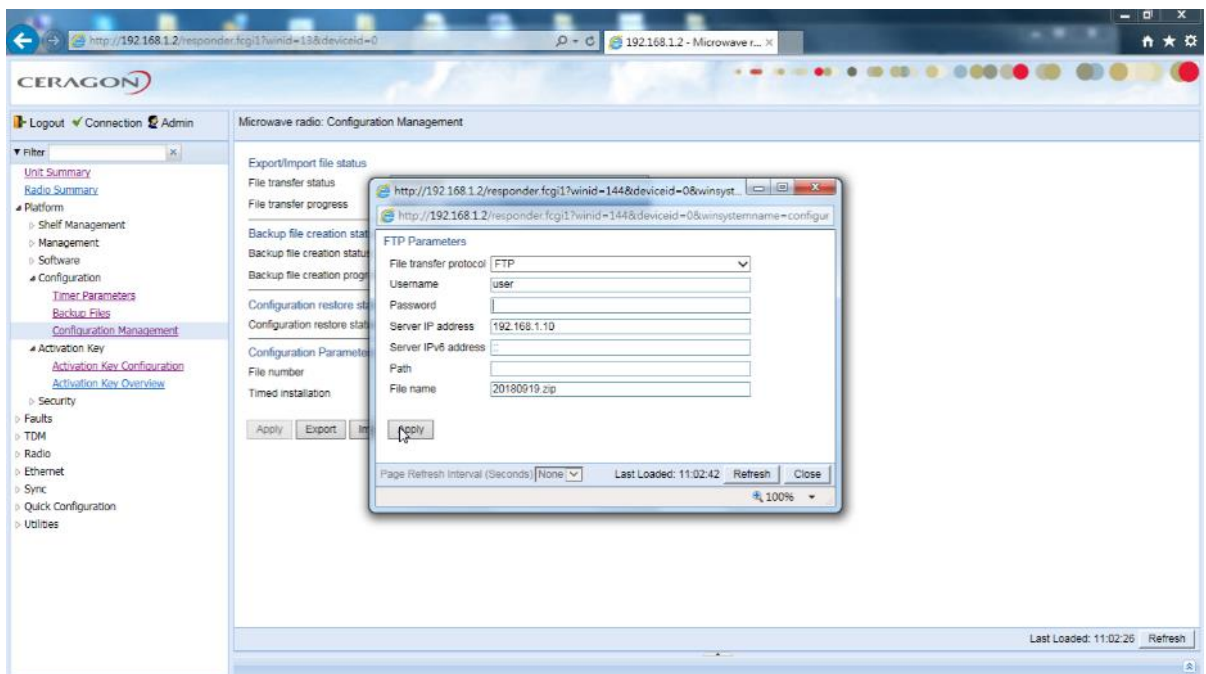 http://192.168.1.2/responder.fcgi1?winid=13&deviceid=0
192.168.1.2 - Microwave r...
CERAGON
Logout Connection Admin
Microwave radio: Configuration Management
Filter
Unit Summary
Radio Summary
Platform
Shelf Management
Management
Software
Configuration
Timer Parameters
Backup Files
Configuration Management
Activation Key
Activation Key Configuration
Activation Key Overview
Security
Faults
TDM
Radio
Ethernet
Sync
Quick Configuration
Utilities
Export/Import file status
File transfer status
File transfer progress
Backup file creation stat
Backup file creation status
Backup file creation progr
Configuration restore sta
Configuration restore stat
Configuration Paramete
File number
Timed installation
Apply Export Im
http://192.168.1.2/responder.fcgi1?winid=144&deviceid=0&winsyst...
http://192.168.1.2/responder.fcgi1?winid=144&deviceid=0&winsystemname=configur
FTP Parameters
File transfer protocol FTP
Username user
Password
Server IP address 192.168.1.10
Server IPv6 address ::
Path
File name 20180919.zip
Apply
Page Refresh Interval (Seconds) None Last Loaded: 11:02:42 Refresh Close
100%
Last Loaded: 11:02:26 Refresh